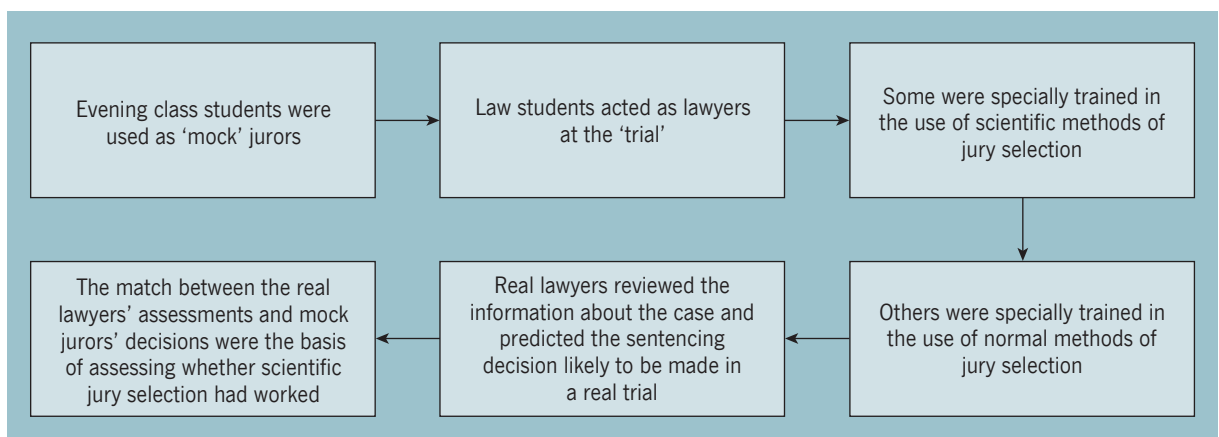 Evening class students were
used as ‘mock’ jurors
Law students acted as lawyers
at the ‘trial’
Some were specially trained in
the use of scientific methods of
jury selection
Others were specially trained in
the use of normal methods of
jury selection
Real lawyers reviewed the
information about the case and
predicted the sentencing
decision likely to be made in
a real trial
The match between the real
lawyers’ assessments and mock
jurors’ decisions were the basis
of assessing whether scientific
jury selection had worked